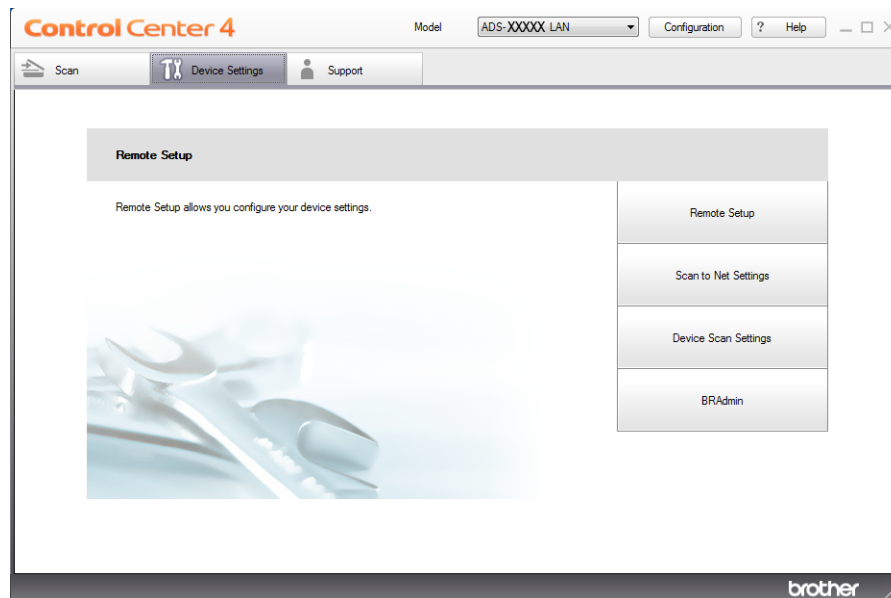 Control Center 4
Model
ADS-XXXXX LAN
Configuration
? Help
Scan
Device Settings
Support
Remote Setup
Remote Setup allows you configure your device settings.
Remote Setup
Scan to Net Settings
Device Scan Settings
BRAdmin
brother